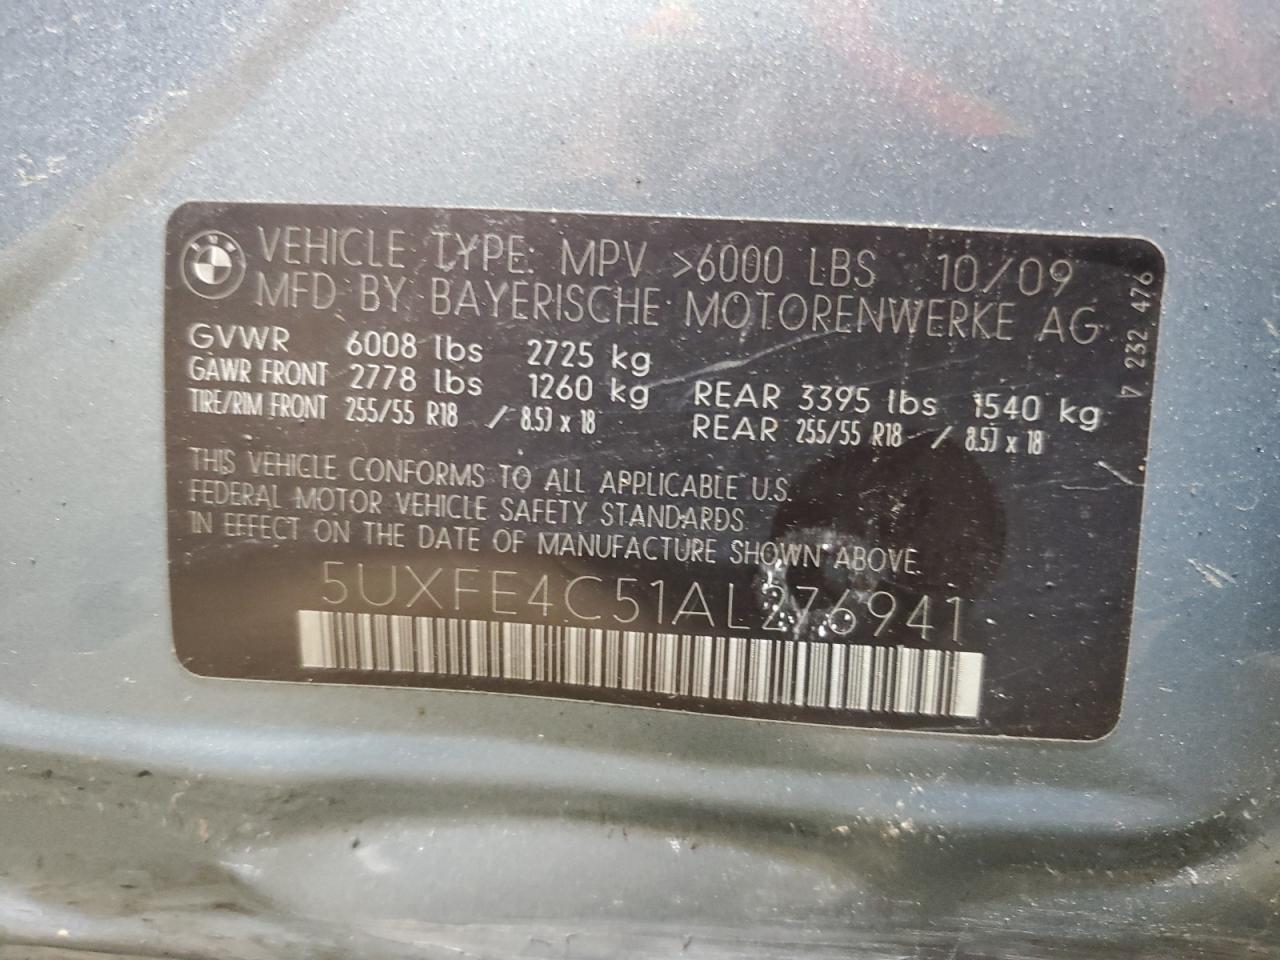 VEHICLE TYPE: MPV >6000 LBS 10/09
MFD BY BAYERISCHE MOTORENWERKE AG
GVWR 6008 lbs 2725 kg
GAWR FRONT 2778 lbs 1260 kg REAR 3395 lbs 1540 kg
TIRE/RIM FRONT 255/55 R18 / 8.5J x 18 REAR 255/55 R18 / 8.5J x 18
THIS VEHICLE CONFORMS TO ALL APPLICABLE U.S.
FEDERAL MOTOR VEHICLE SAFETY STANDARDS
IN EFFECT ON THE DATE OF MANUFACTURE SHOWN ABOVE.
5UXFE4C51AL276941
7 232 476